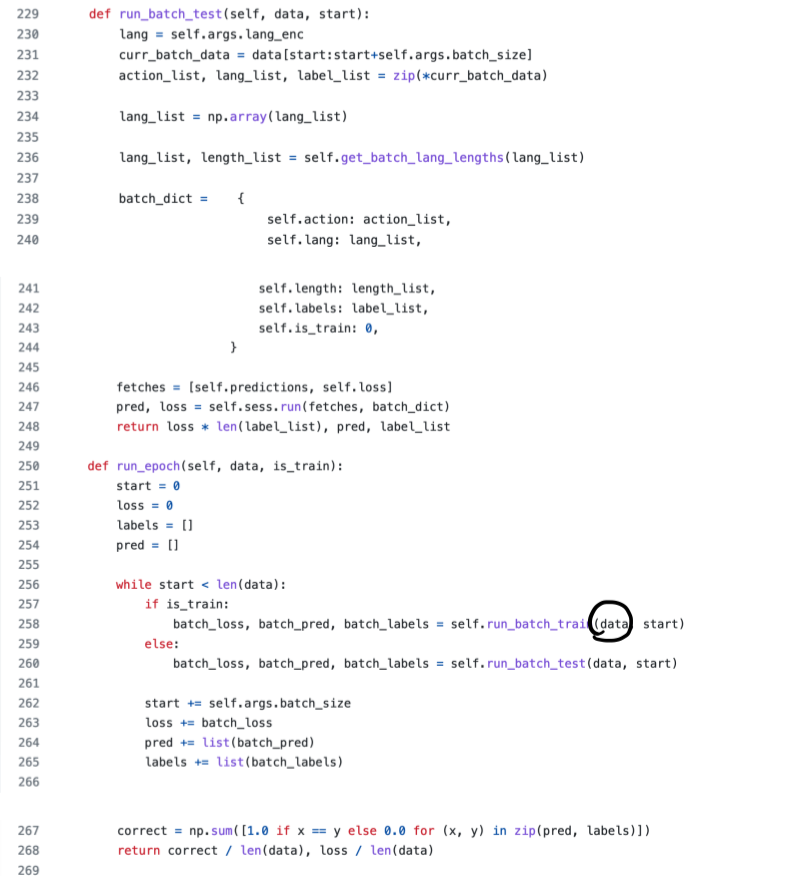 229 def run_batch_test(self, data, start):
230 lang = self.args.lang_enc
231 curr_batch_data = data[start:start+self.args.batch_size]
232 action_list, lang_list, label_list = zip(*curr_batch_data)
233
234 lang_list = np.array(lang_list)
235
236 lang_list, length_list = self.get_batch_lang_lengths(lang_list)
237
238 batch_dict = {
239 self.action: action_list,
240 self.lang: lang_list,
241 self.length: length_list,
242 self.labels: label_list,
243 self.is_train: 0,
244 }
245
246 fetches = [self.predictions, self.loss]
247 pred, loss = self.sess.run(fetches, batch_dict)
248 return loss * len(label_list), pred, label_list
249
250 def run_epoch(self, data, is_train):
251 start = 0
252 loss = 0
253 labels = []
254 pred = []
255
256 while start < len(data):
257 if is_train:
258 batch_loss, batch_pred, batch_labels = self.run_batch_train(data, start)
259 else:
260 batch_loss, batch_pred, batch_labels = self.run_batch_test(data, start)
261
262 start += self.args.batch_size
263 loss += batch_loss
264 pred += list(batch_pred)
265 labels += list(batch_labels)
266
267 correct = np.sum([1.0 if x == y else 0.0 for (x, y) in zip(pred, labels)])
268 return correct / len(data), loss / len(data)
269